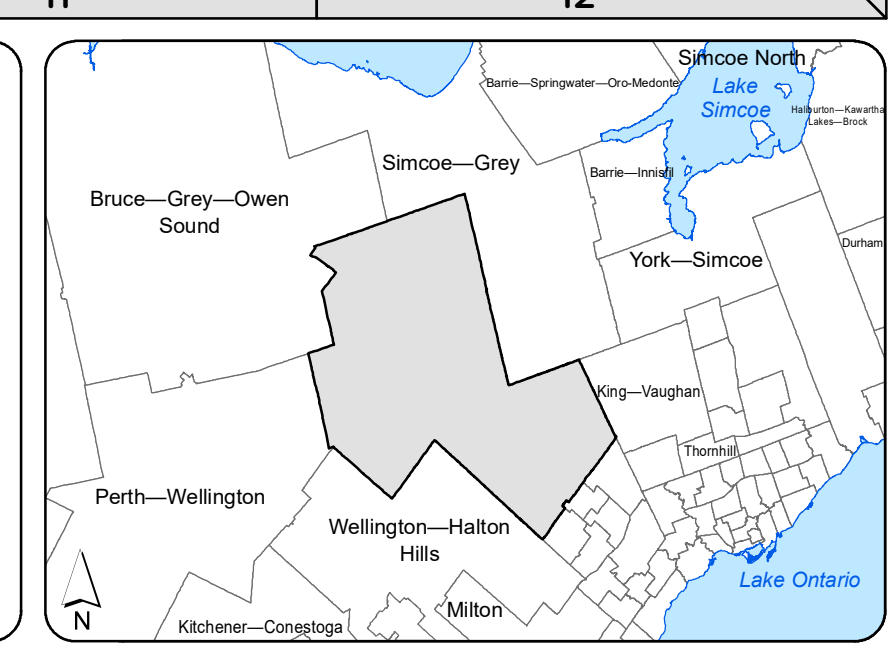 11
12
Simcoe North
Barrie—Springwater—Oro-Medonte
Lake
Simcoe
Haliburton—Kawartha
Lakes—Brock
Simcoe—Grey
Barrie—Innisfil
Bruce—Grey—Owen
Sound
Durham
York—Simcoe
King—Vaughan
Thornhill
Perth—Wellington
Wellington—Halton
Hills
Lake Ontario
Milton
N
Kitchener—Conestoga